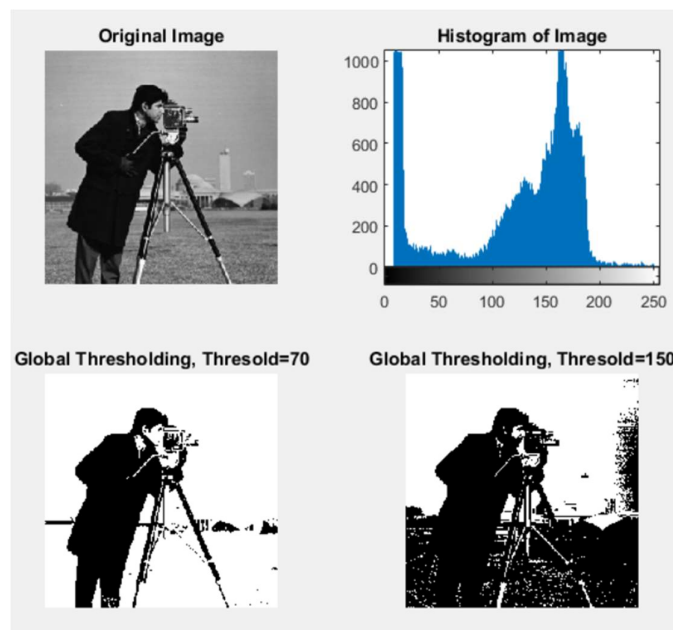 Original Image
Histogram of Image
1000
800
600
400
200
0
0 50 100 150 200 250
Global Thresholding, Thresold=70
Global Thresholding, Thresold=150